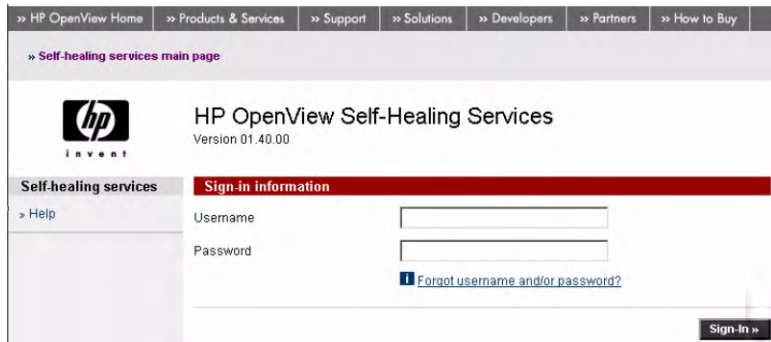 » HP OpenView Home » Products & Services » Support » Solutions » Developers » Partners » How to Buy
» Self-healing services main page
hp
invent
HP OpenView Self-Healing Services
Version 01.40.00
Self-healing services
» Help
Sign-in information
Username
Password
i Forgot username and/or password?
Sign-In »